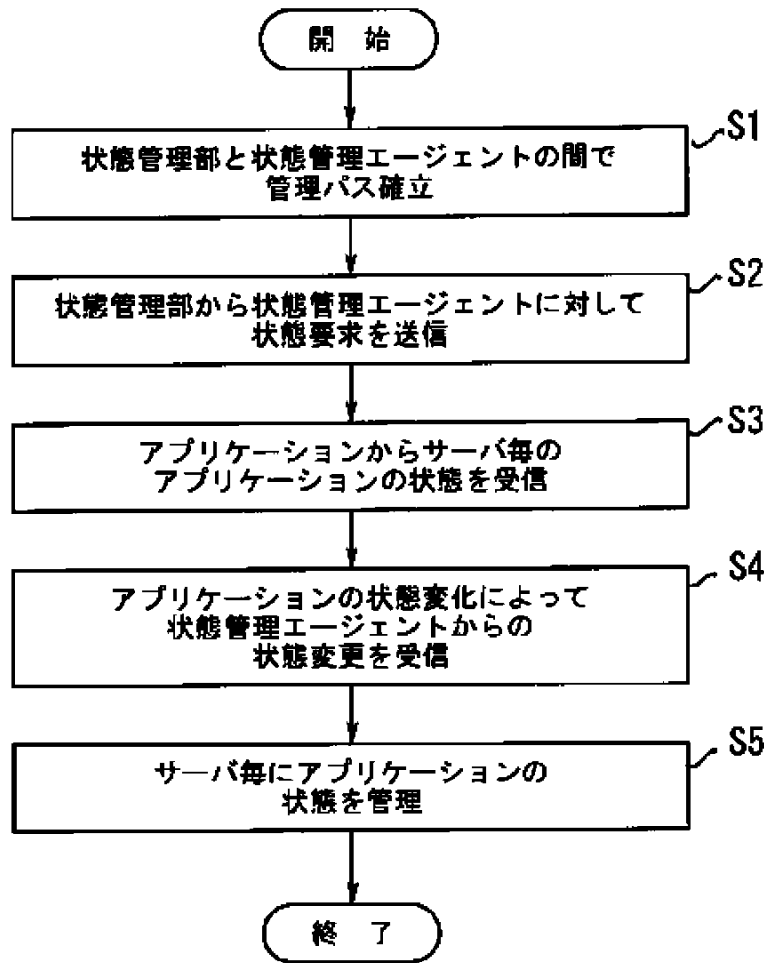 開始
S1
状態管理部と状態管理エージェントの間で
管理パス確立
S2
状態管理部から状態管理エージェントに対して
状態要求を送信
S3
アプリケーションからサーバ毎の
アプリケーションの状態を受信
S4
アプリケーションの状態変化によって
状態管理エージェントからの
状態変更を受信
S5
サーバ毎にアプリケーションの
状態を管理
終了